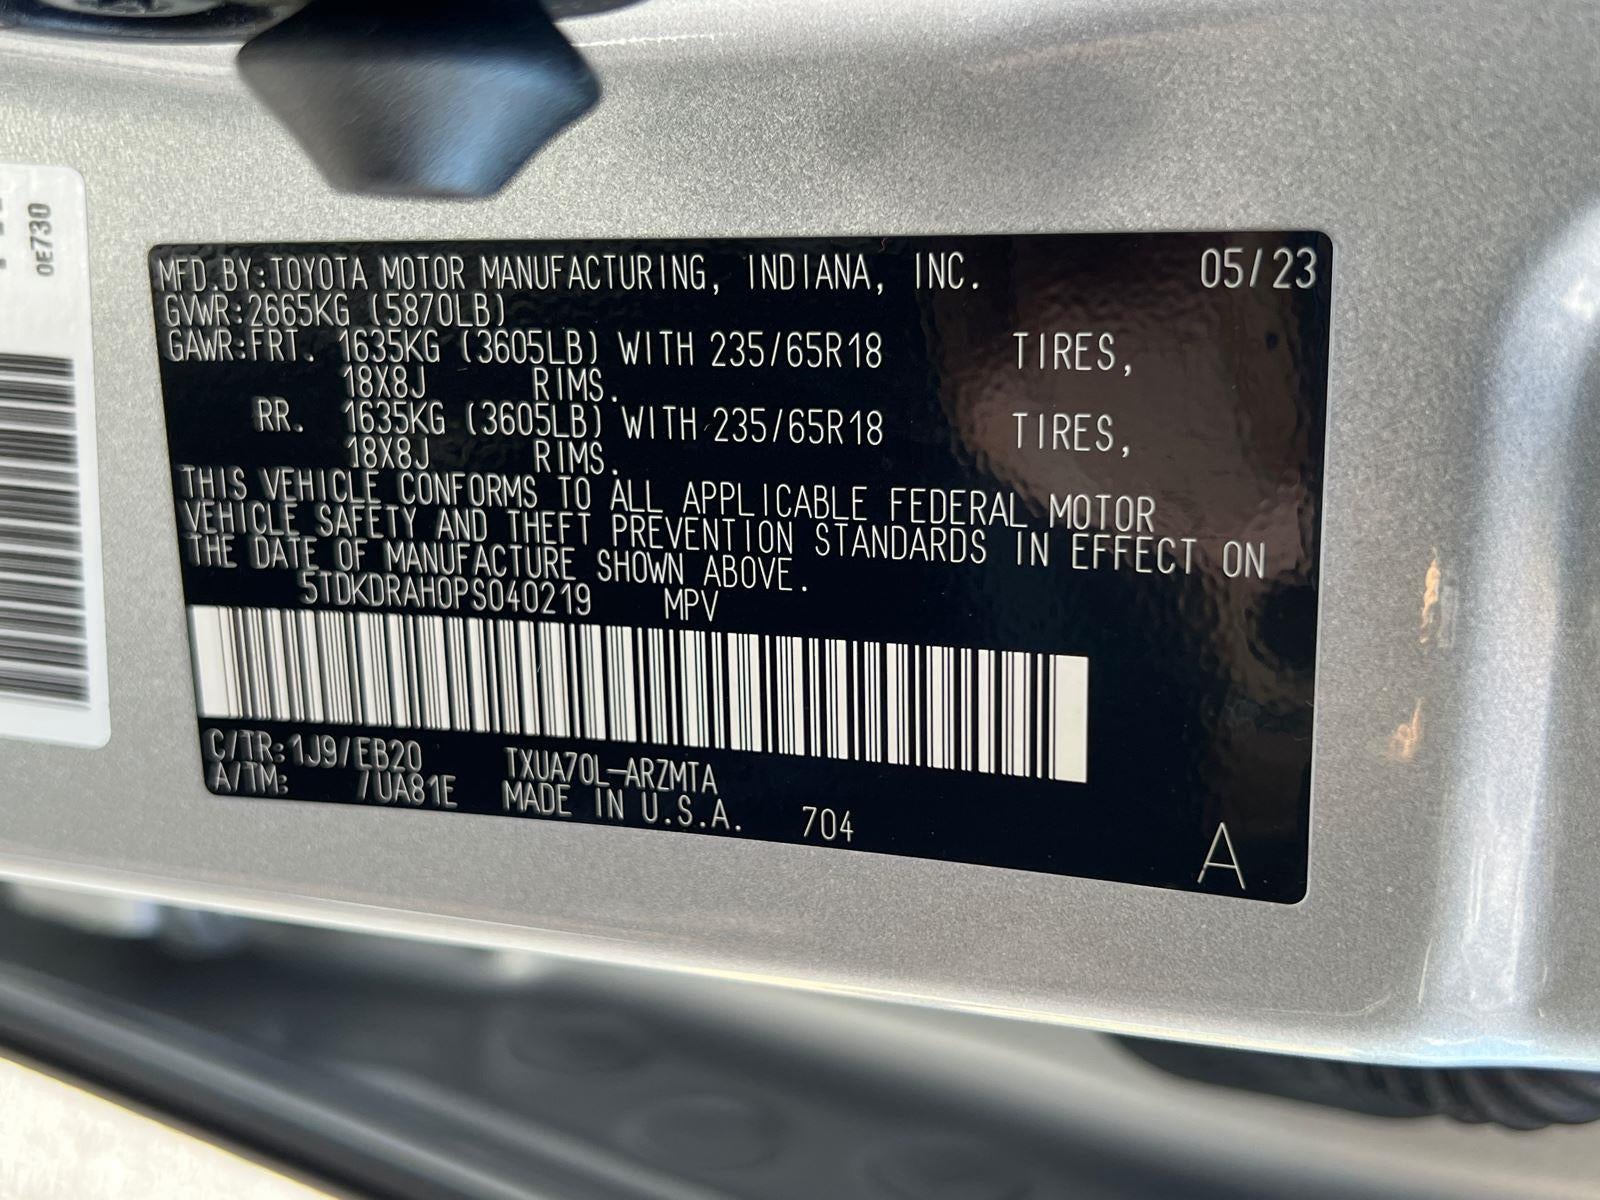 0E730
MFD.BY:TOYOTA MOTOR MANUFACTURING, INDIANA, INC. 05/23
GVWR:2665KG (5870LB)
GAWR:FRT. 1635KG (3605LB) WITH 235/65R18 TIRES,
18X8J RIMS.
RR. 1635KG (3605LB) WITH 235/65R18 TIRES,
18X8J RIMS.
THIS VEHICLE CONFORMS TO ALL APPLICABLE FEDERAL MOTOR
VEHICLE SAFETY AND THEFT PREVENTION STANDARDS IN EFFECT ON
THE DATE OF MANUFACTURE SHOWN ABOVE.
5TDKDRAH0PS040219 MPV
C/TR:1J9/EB20 TXUA70L-ARZMTA
A/TM: /UA81E MADE IN U.S.A. 704
A